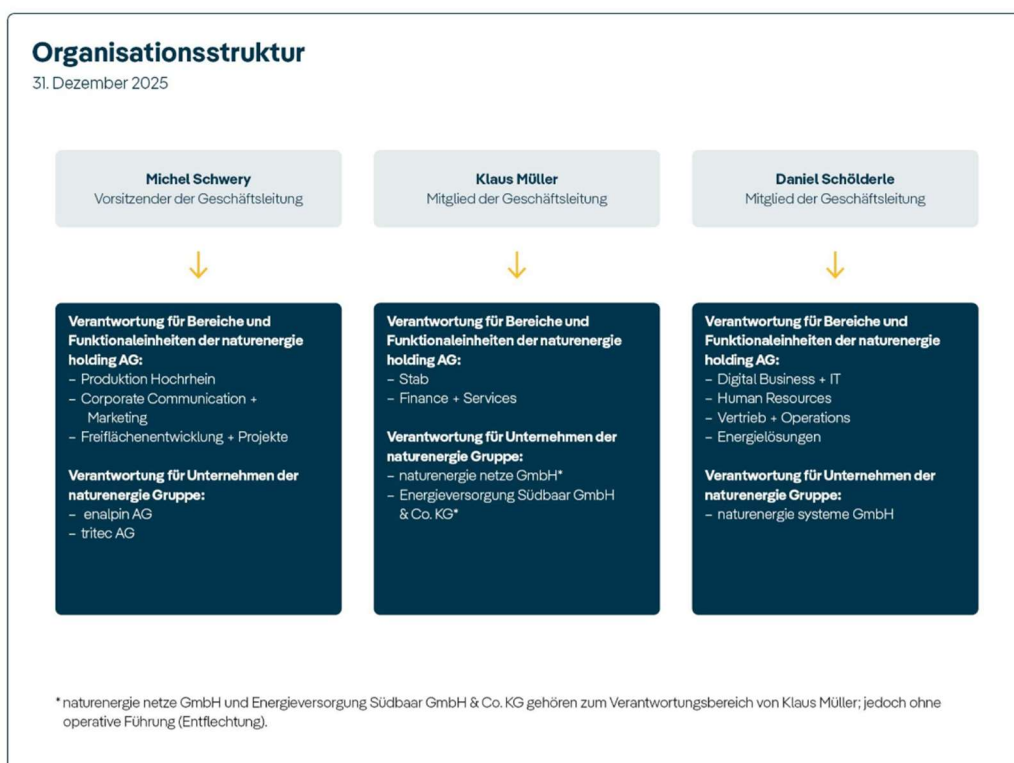 Organisationsstruktur
31. Dezember 2025
Michel Schwery
Vorsitzender der Geschäftsleitung
Klaus Müller
Mitglied der Geschäftsleitung
Daniel Schölderle
Mitglied der Geschäftsleitung
Verantwortung für Bereiche und
Funktionaleinheiten der naturenergie
holding AG:
– Produktion Hochrhein
– Corporate Communication +
Marketing
– Freiflächenentwicklung + Projekte
Verantwortung für Unternehmen der
naturenergie Gruppe:
– enalpin AG
– tritec AG
Verantwortung für Bereiche und
Funktionaleinheiten der naturenergie
holding AG:
– Stab
– Finance + Services
Verantwortung für Unternehmen der
naturenergie Gruppe:
– naturenergie netze GmbH*
– Energieversorgung Südbaar GmbH
& Co. KG*
Verantwortung für Bereiche und
Funktionaleinheiten der naturenergie
holding AG:
– Digital Business + IT
– Human Resources
– Vertrieb + Operations
– Energielösungen
Verantwortung für Unternehmen der
naturenergie Gruppe:
– naturenergie systeme GmbH
* naturenergie netze GmbH und Energieversorgung Südbaar GmbH & Co. KG gehören zum Verantwortungsbereich von Klaus Müller; jedoch ohne
operative Führung (Entflechtung).